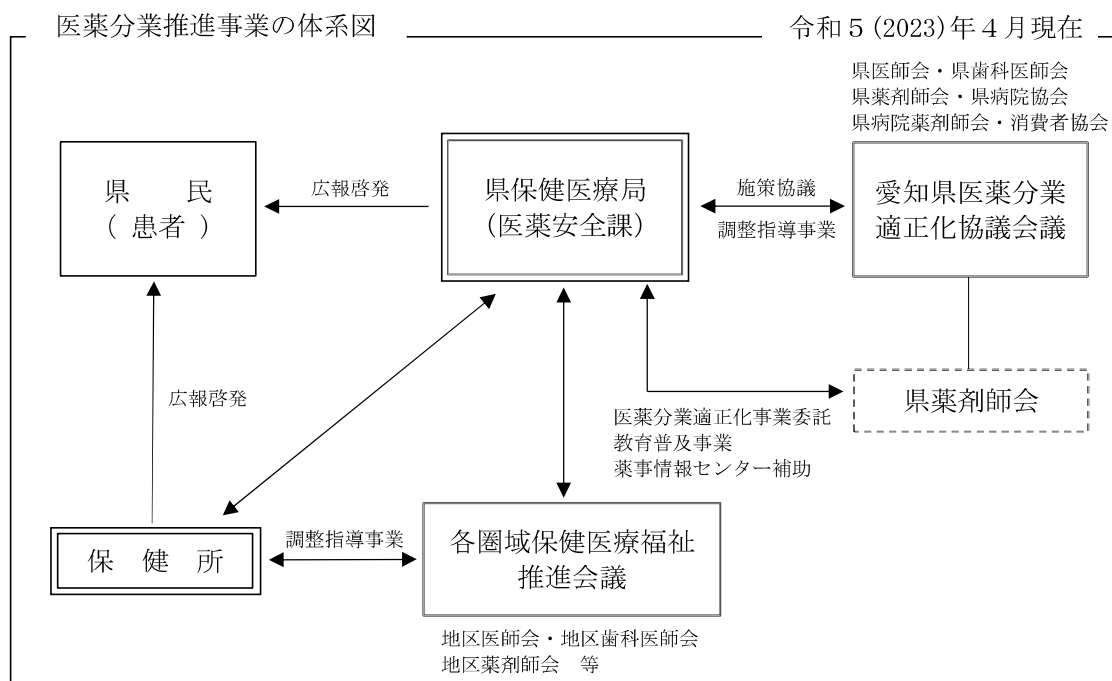 医薬分業推進事業の体系図
令和５(2023)年４月現在
県医師会・県歯科医師会
県薬剤師会・県病院協会
県病院薬剤師会・消費者協会
県　　民
（ 患者 ）
広報啓発
県保健医療局
（医薬安全課）
施策協議
調整指導事業
愛知県医薬分業
適正化協議会議
広報啓発
県薬剤師会
医薬分業適正化事業委託
教育普及事業
薬事情報センター補助
保　健　所
調整指導事業
各圏域保健医療福祉
推進会議
地区医師会・地区歯科医師会
地区薬剤師会　等